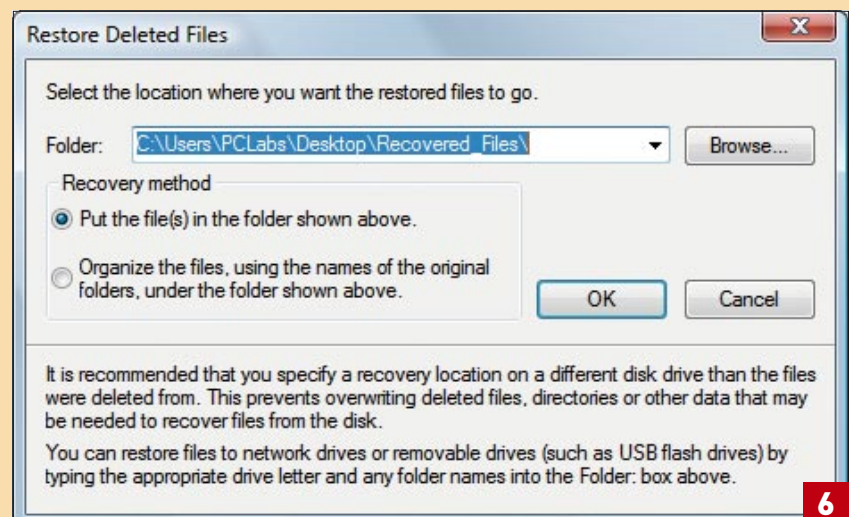 Restore Deleted Files
Select the location where you want the restored files to go.
Folder: C:\Users\PCLabs\Desktop\Recovered_Files\ Browse...
Recovery method
Put the file(s) in the folder shown above.
Organize the files, using the names of the original
folders, under the folder shown above.
OK Cancel
It is recommended that you specify a recovery location on a different disk drive than the files
were deleted from. This prevents overwriting deleted files, directories or other data that may
be needed to recover files from the disk.
You can restore files to network drives or removable drives (such as USB flash drives) by
typing the appropriate drive letter and any folder names into the Folder: box above.
6